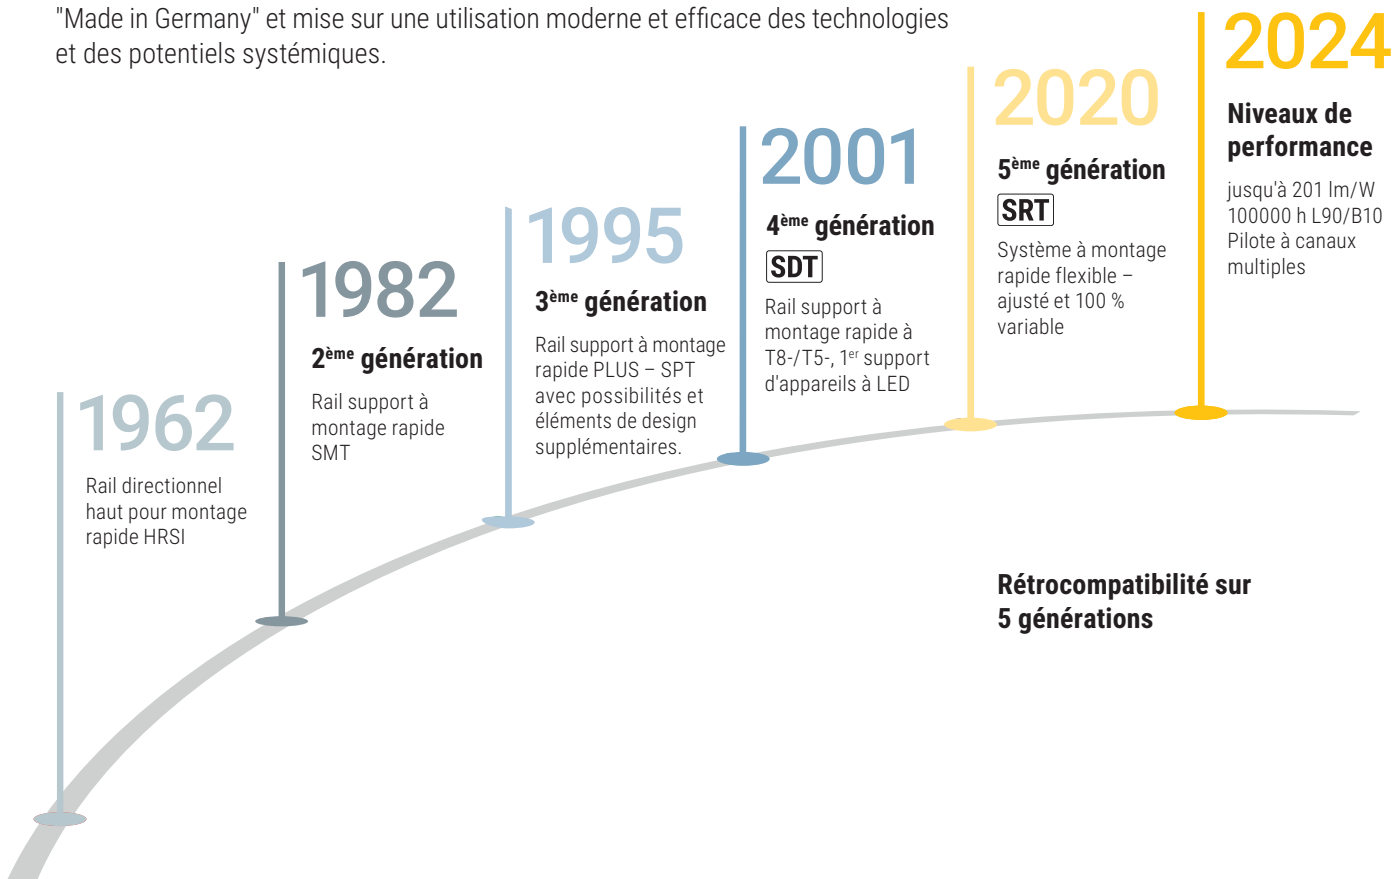 "Made in Germany" et mise sur une utilisation moderne et efficace des technologies
et des potentiels systémiques.
1962
Rail directionnel
haut pour montage
rapide HRSI
1982
2ème génération
Rail support à
montage rapide
SMT
1995
3ème génération
Rail support à montage
rapide PLUS – SPT
avec possibilités et
éléments de design
supplémentaires.
2001
4ème génération
SDT
Rail support à
montage rapide à
T8-/T5-, 1er support
d'appareils à LED
2020
5ème génération
SRT
Système à montage
rapide flexible –
ajusté et 100 %
variable
2024
Niveaux de
performance
jusqu'à 201 lm/W
100000 h L90/B10
Pilote à canaux
multiples
Rétrocompatibilité sur
5 générations